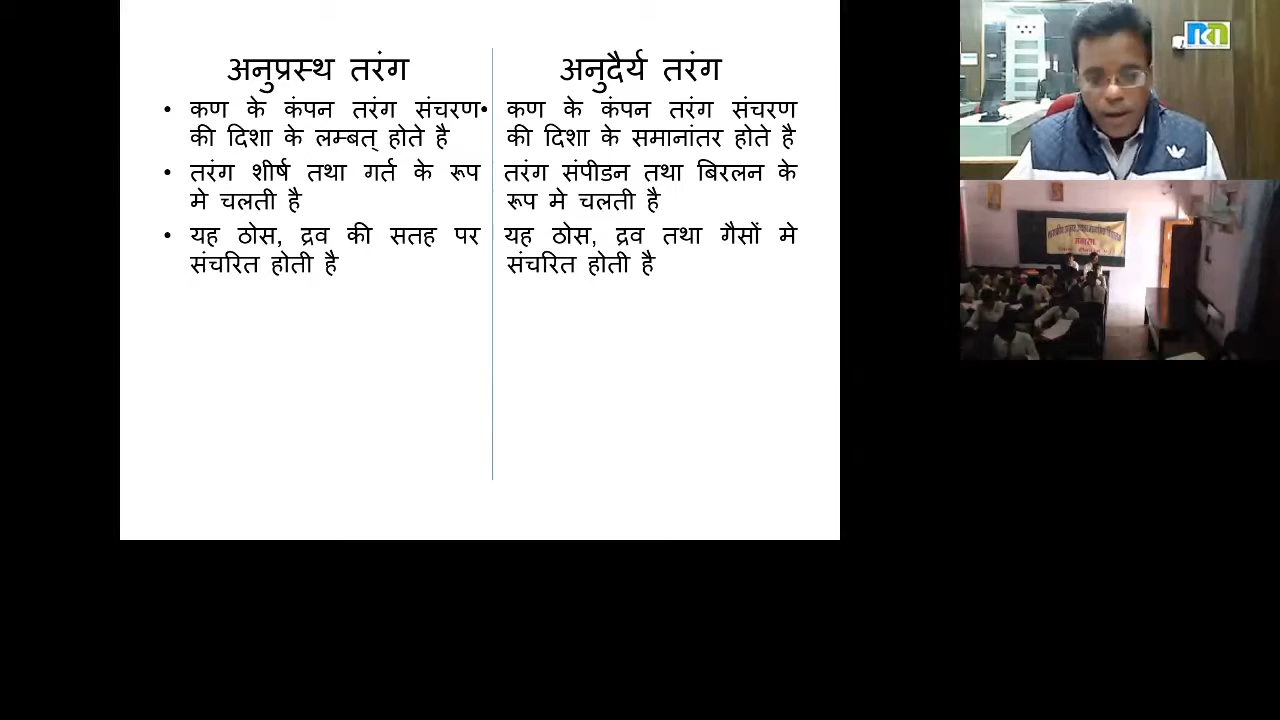 अनुप्रस्थ तरंग
• कण के कंपन तरंग संचरण
की दिशा के लम्बत् होते है
• तरंग शीर्ष तथा गर्त के रूप
मे चलती है
• यह ठोस, द्रव की सतह पर
संचरित होती है
अनुदैर्य तरंग
• कण के कंपन तरंग संचरण
की दिशा के समानांतर होते है
तरंग संपीडन तथा बिरलन के
रूप मे चलती है
यह ठोस, द्रव तथा गैसों मे
संचरित होती है